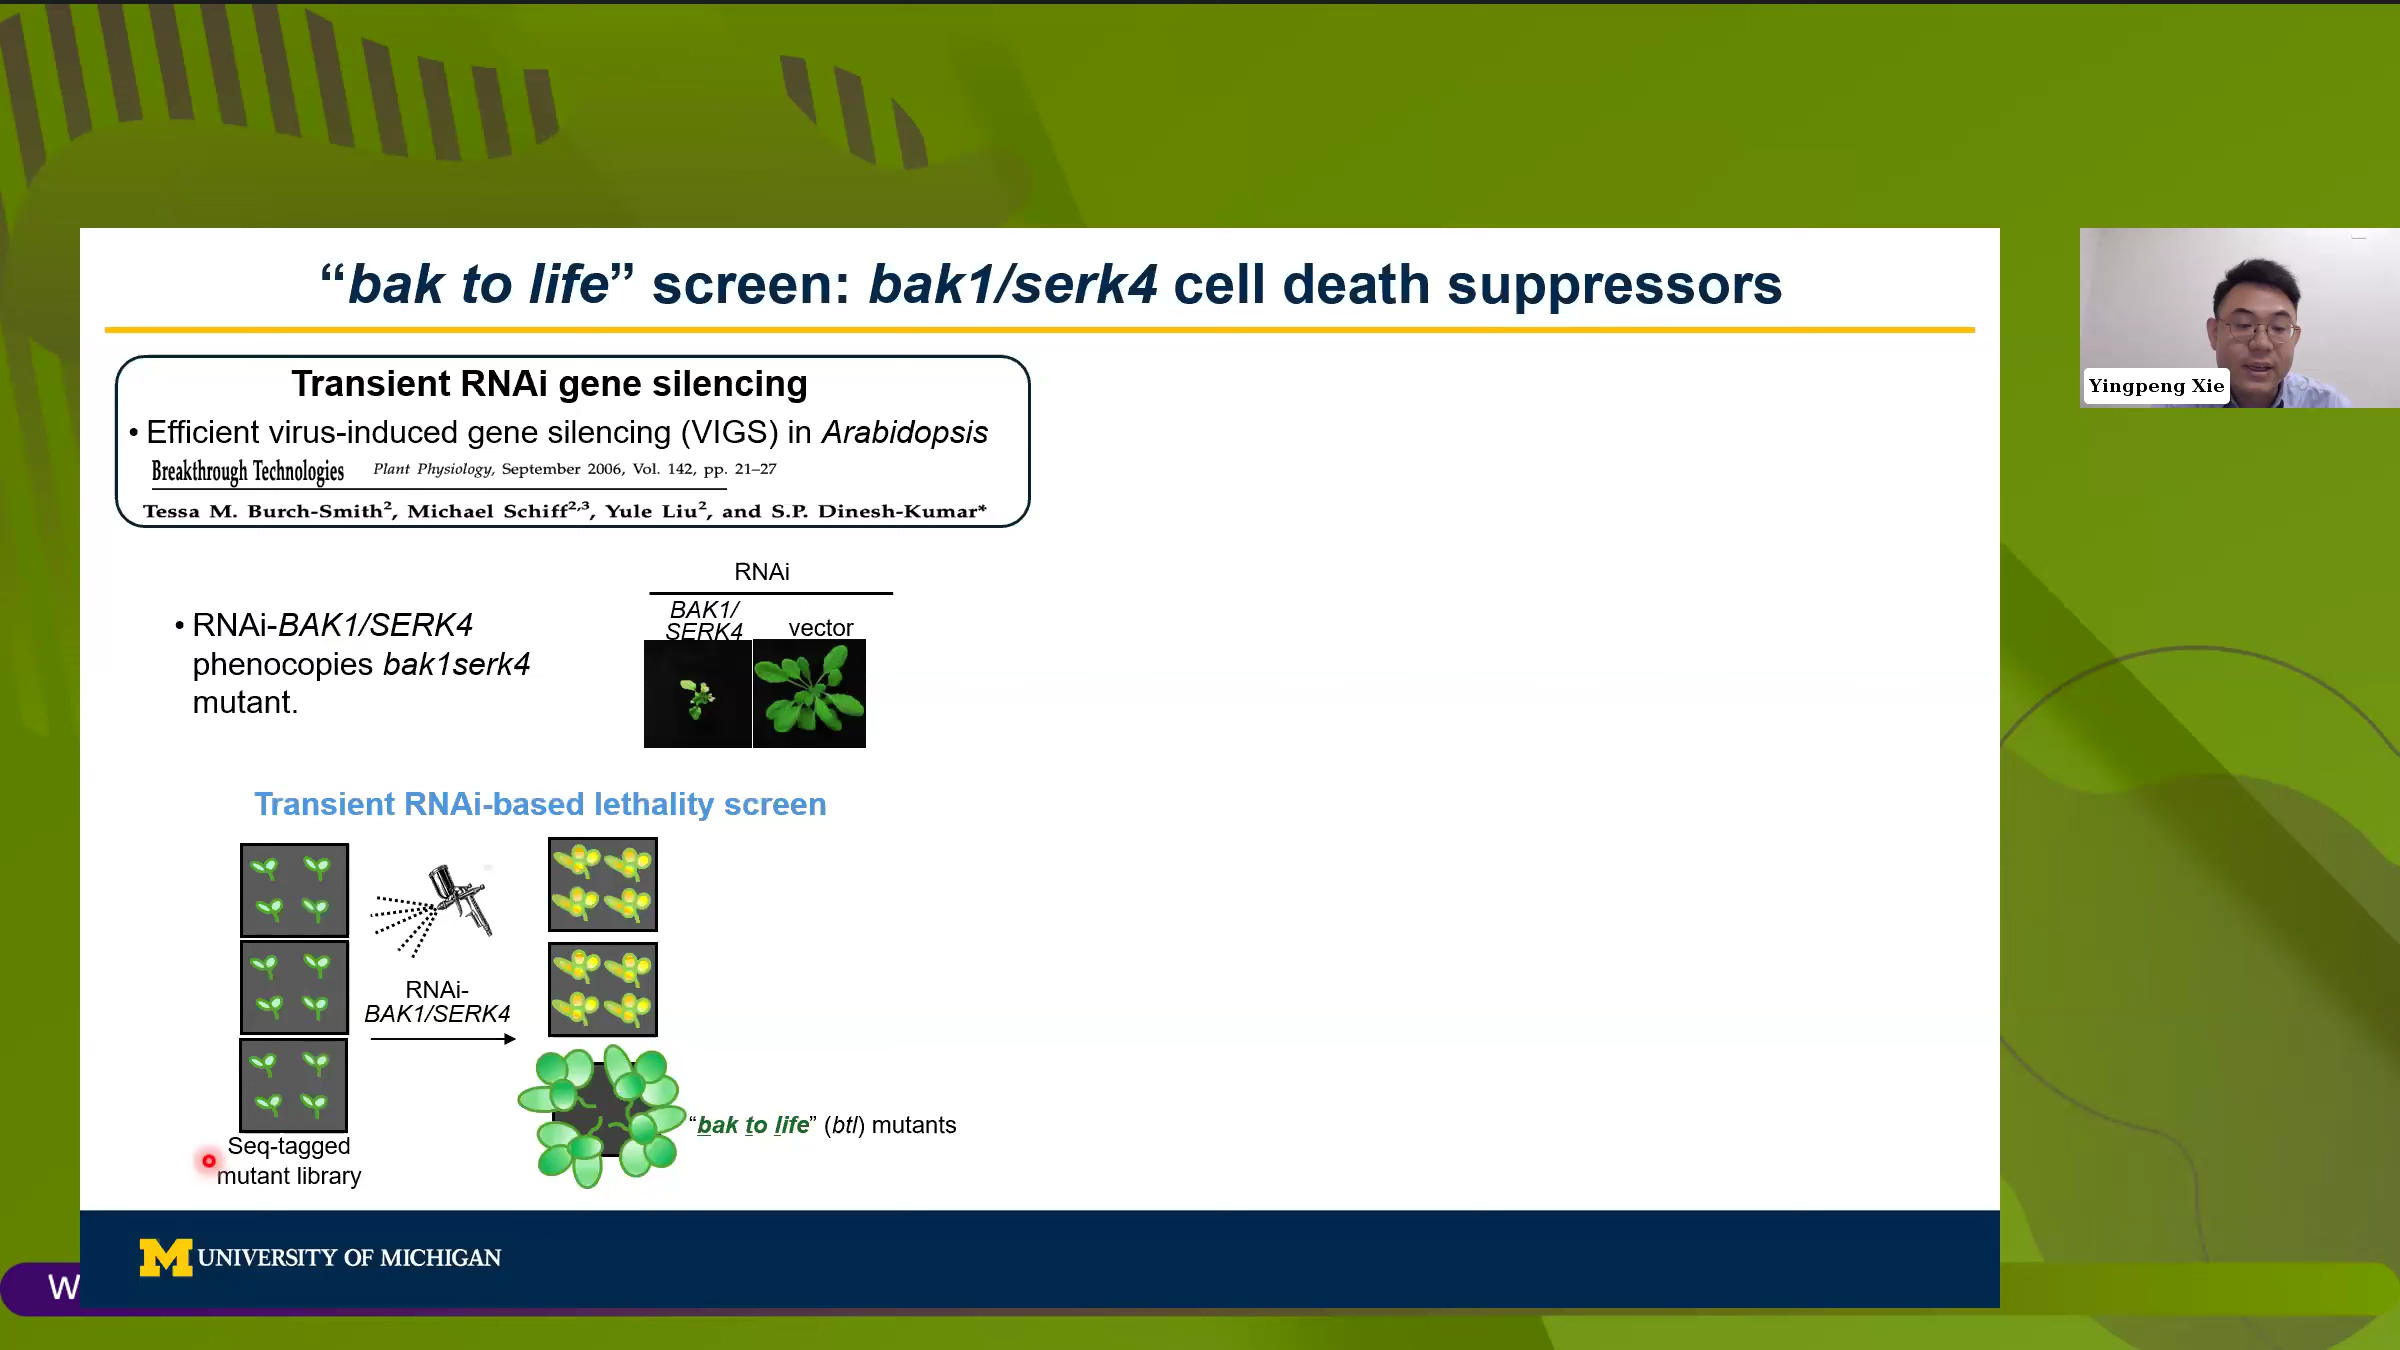 “bak to life” screen: bak1/serk4 cell death suppressors
Yingpeng Xie
Transient RNAi gene silencing
• Efficient virus-induced gene silencing (VIGS) in Arabidopsis
Breakthrough Technologies Plant Physiology, September 2006, Vol. 142, pp. 21–27
Tessa M. Burch-Smith2, Michael Schiff2,3, Yule Liu2, and S.P. Dinesh-Kumar*
• RNAi-BAK1/SERK4
phenocopies bak1serk4
mutant.
RNAi
BAK1/
SERK4
vector
Transient RNAi-based lethality screen
RNAi-
BAK1/SERK4
Seq-tagged
mutant library
“bak to life” (btl) mutants
M UNIVERSITY OF MICHIGAN
W